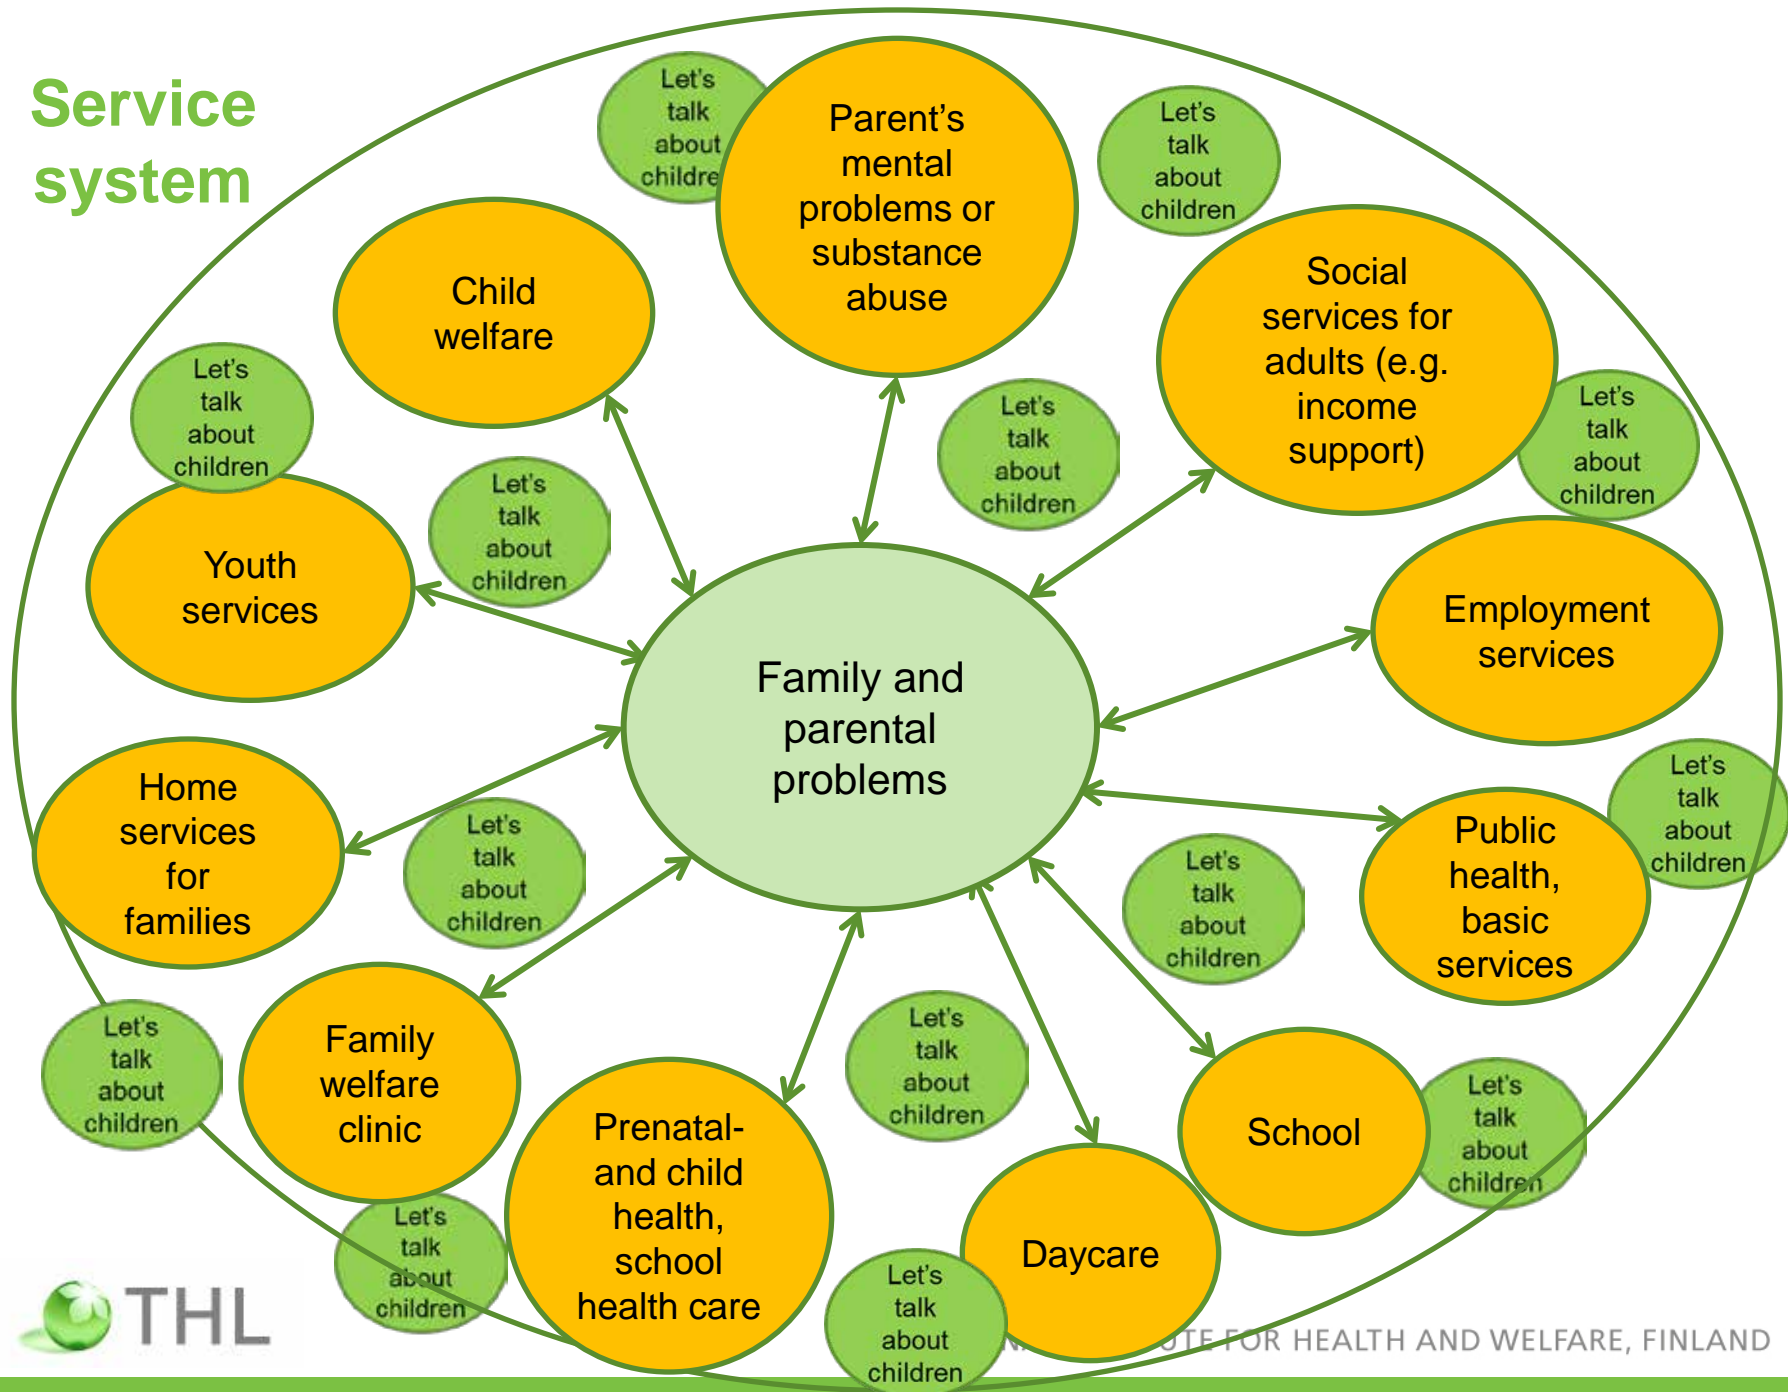 Service
system
Let's
talk
about
childre
Parent's
mental
problems or
substance
abuse
Let's
talk
about
children
Child
welfare
Social
services for
adults (e.g.
income
support)
Let's
talk
about
children
Let's
talk
about
children
Let's
talk
about
children
Let's
talk
about
children
Youth
services
Employment
services
Family and
parental
problems
Home
services
for
families
Let's
talk
about
children
Let's
talk
about
children
Public
health,
basic
services
Let's
talk
about
children
Let's
talk
about
children
Family
welfare
clinic
Let's
talk
about
children
Prenatal-
and child
health,
school
health care
School
Let's
talk
about
children
Let's
talk
about
children
Daycare
Let's
talk
about
children
THL
FOR HEALTH AND WELFARE, FINLAND